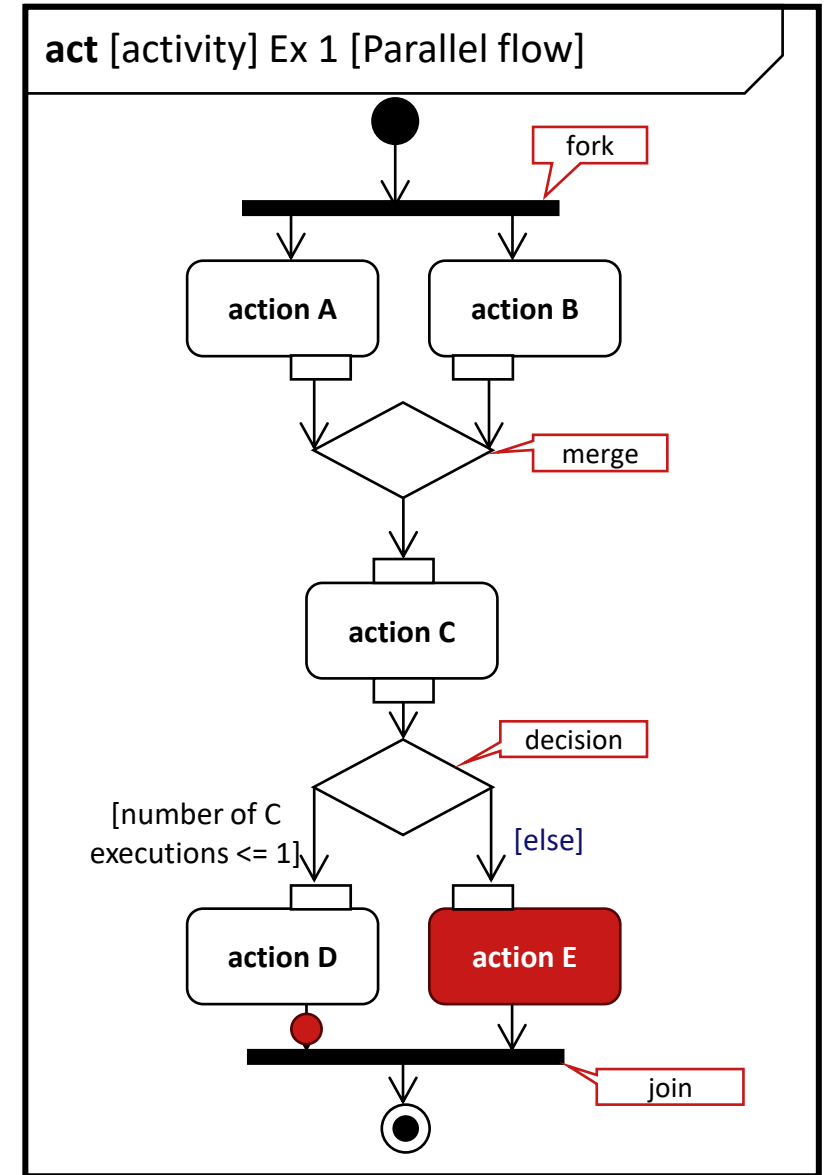 act [activity] Ex 1 [Parallel flow]
fork
action A
action B
merge
action C
decision
[number of C
executions <= 1]
[else]
action D
action E
join